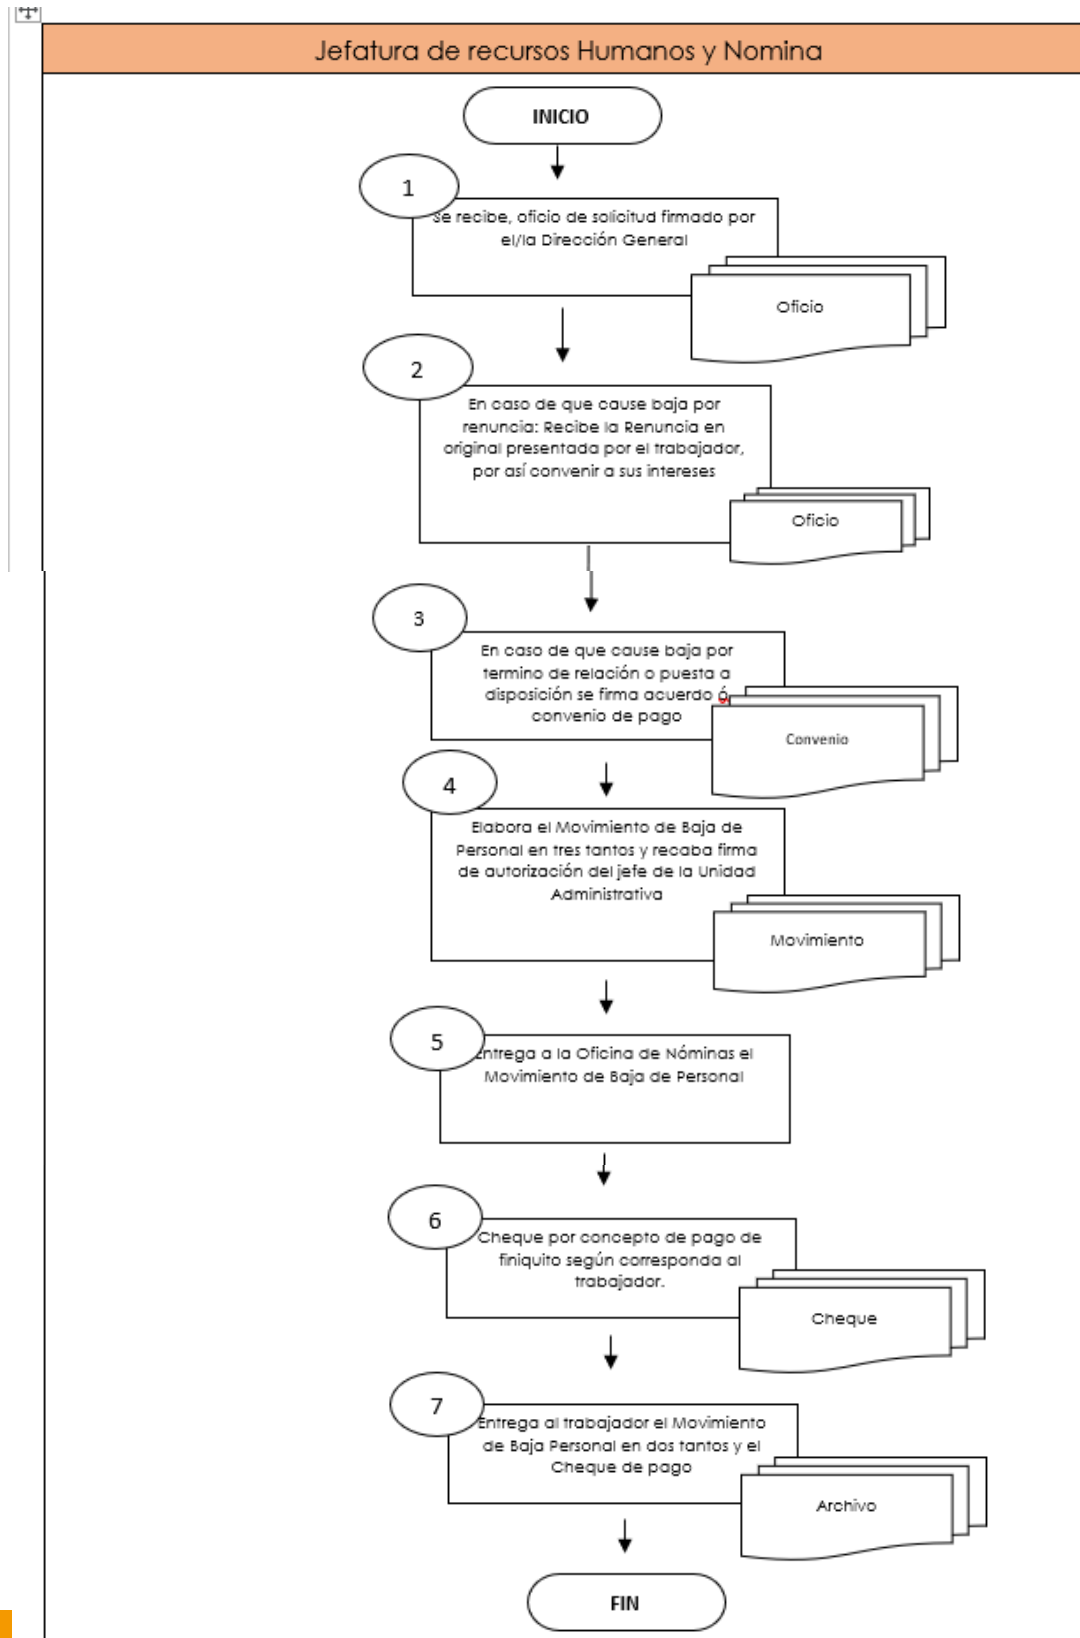 Jefatura de recursos Humanos y Nomina
INICIO
1
Se recibe, oficio de solicitud firmado por
el/la Dirección General
Oficio
2
En caso de que cause baja por
renuncia: Recibe la Renuncia en
original presentada por el trabajador,
por así convenir a sus intereses
Oficio
3
En caso de que cause baja por
termino de relación o puesta a
disposición se firma acuerdo ó
convenio de pago
Convenio
4
Elabora el Movimiento de Baja de
Personal en tres tantos y recaba firma
de autorización del jefe de la Unidad
Administrativa
Movimiento
5
Entrega a la Oficina de Nóminas el
Movimiento de Baja de Personal
6
Cheque por concepto de pago de
finiquito según corresponda al
trabajador.
Cheque
7
Entrega al trabajador el Movimiento
de Baja Personal en dos tantos y el
Cheque de pago
Archivo
FIN